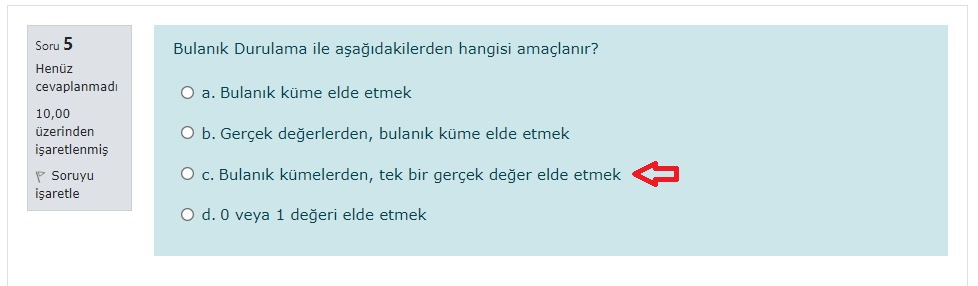 Soru 5
Henüz
cevaplanmadı
10,00
üzerinden
işaretlenmiş
Soruyu
işaretle
Bulanık Durulama ile aşağıdakilerden hangisi amaçlanır?
a. Bulanık küme elde etmek
b. Gerçek değerlerden, bulanık küme elde etmek
c. Bulanık kümelerden, tek bir gerçek değer elde etmek
d. 0 veya 1 değeri elde etmek